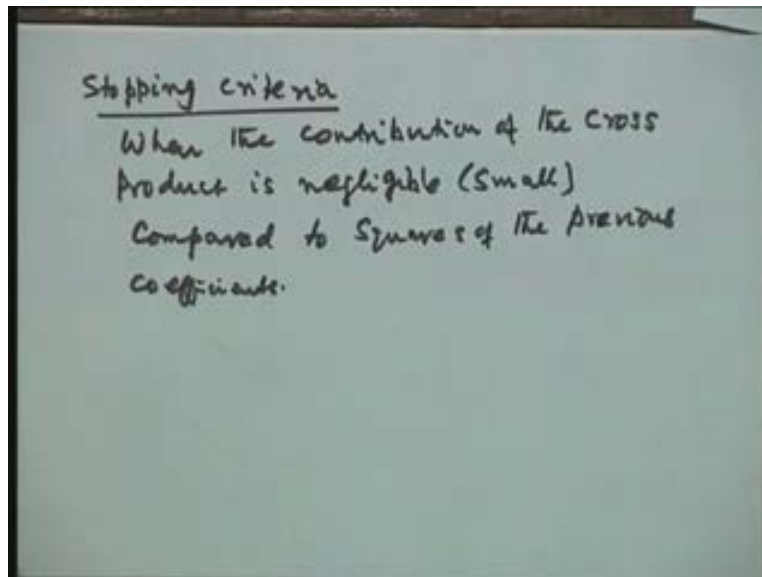 Stopping criteria
When the contribution of the cross
product is negligible (small)
Compared to Squares of the previous
coefficients.